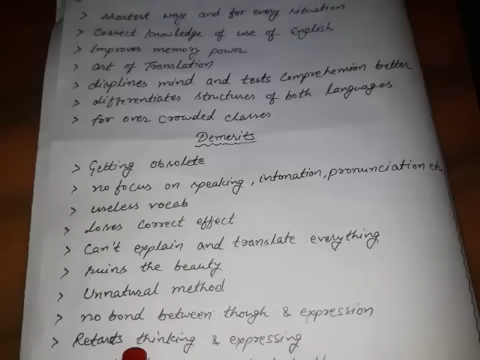 > shortest way and for every situation
> Correct knowledge of use of English
> Improves memory power
> art of Translation
> disiplines mind and tests Comprehension better
> differentiates structures of both languages
> for over crowded classes
Demerits
> Getting obsolete
> no focus on speaking, intonation, pronunciation etc
> useless vocab
> Loses Correct effect
> Can't explain and translate everything
> ruins the beauty
> Unnatural method
> no bond between though & expression
> Retarts thinking & expressing